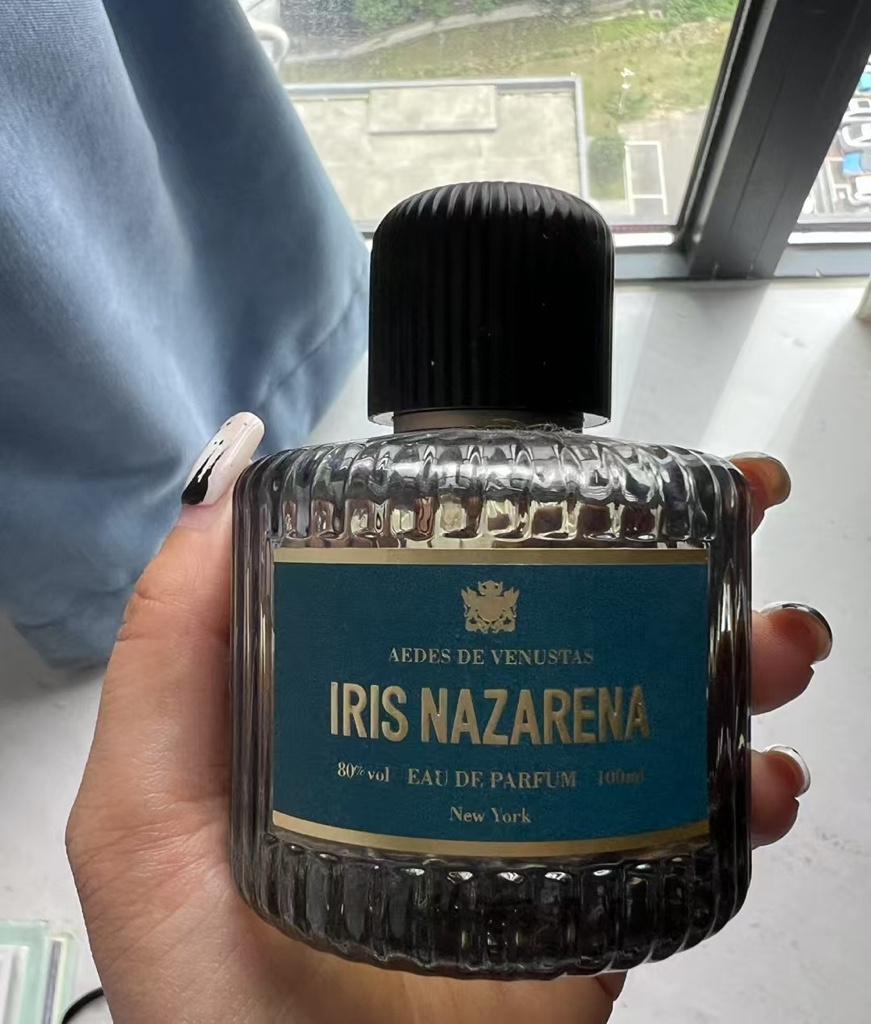 AEDES DE VENUSTAS
IRIS NAZARENA
80% vol EAU DE PARFUM 100ml
New York